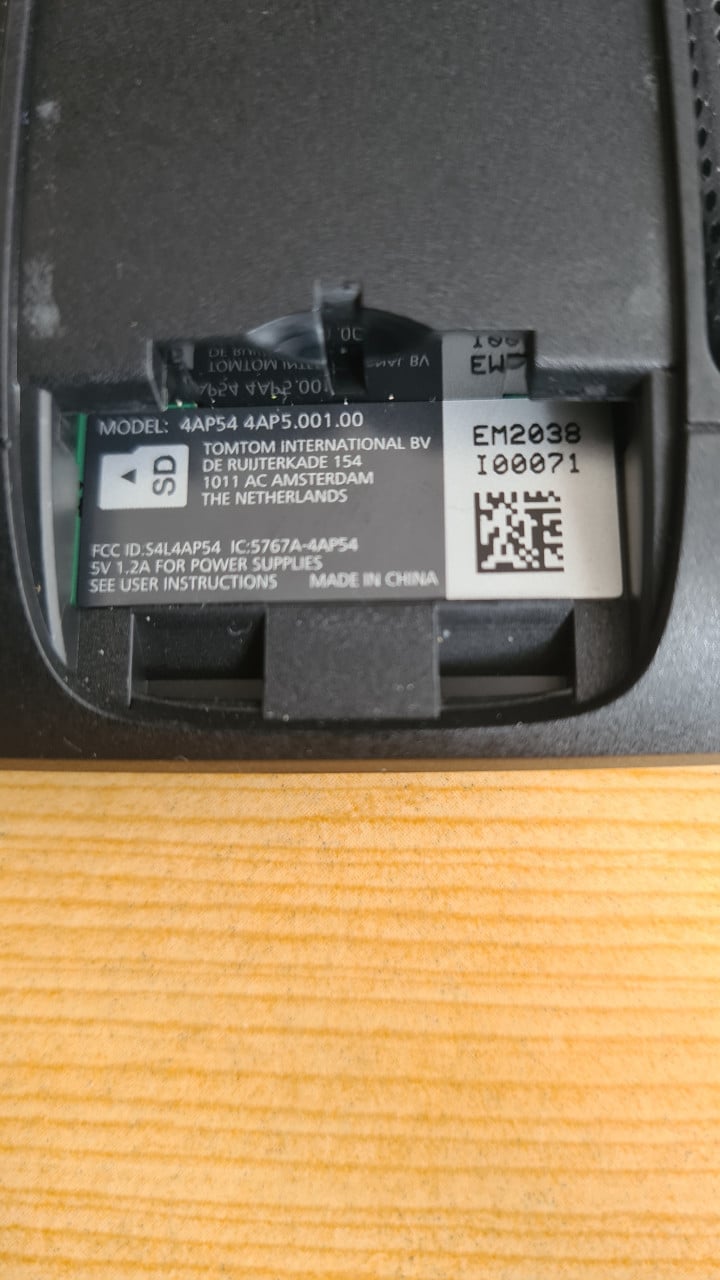 MODEL: 4AP54 4AP5.001.00
SD
TOMTOM INTERNATIONAL BV
DE RUIJTERKADE 154
1011 AC AMSTERDAM
THE NETHERLANDS
FCC ID.S4L4AP54 IC:5767A-4AP54
5V 1.2A FOR POWER SUPPLIES
SEE USER INSTRUCTIONS MADE IN CHINA
EM2038
I00071